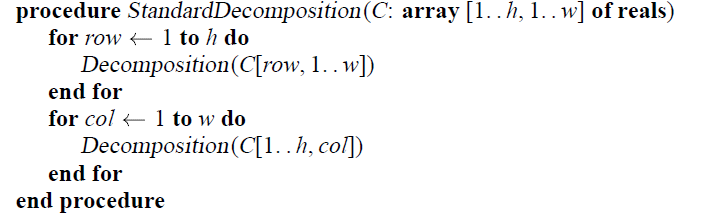 procedure StandardDecomposition(C: array [1. . h, 1. . w] of reals)
for row ← 1 to h do
Decomposition(C[row, 1. . w])
end for
for col ← 1 to w do
Decomposition(C[1. . h, col])
end for
end procedure